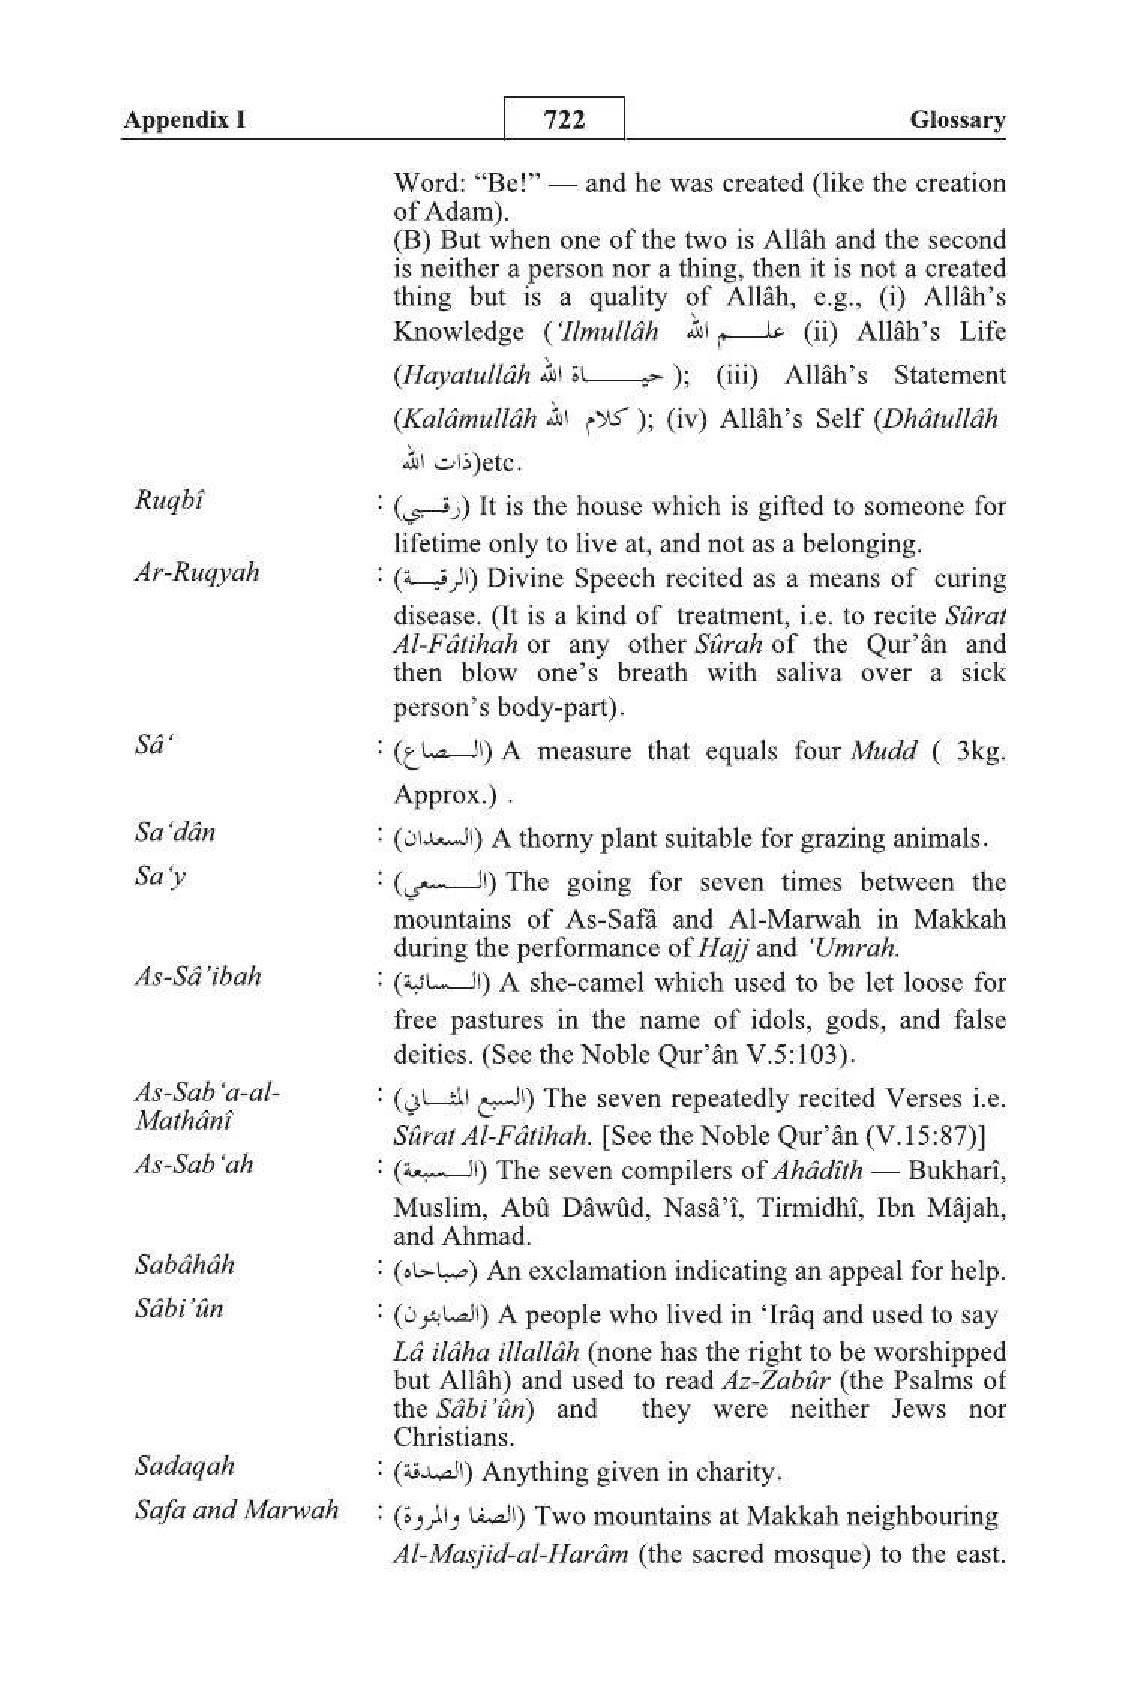 Appendix I 722 Glossary
Word: “Be!” — and he was created (like the creation
of Adam).
(B) But when one of the two is Allâh and the second
is neither a person nor a thing, then it is not a created
thing but is a quality of Allâh, e.g., (i) Allâh’s
Knowledge (‘Ilmullâh علـــم الله (ii) Allâh’s Life
(Hayatullâh حيـــاة الله ); (iii) Allâh’s Statement
(Kalâmullâh كلام الله ); (iv) Allâh’s Self (Dhâtullâh
ذات الله)etc.
Ruqbî : (رقـــبي) It is the house which is gifted to someone for
lifetime only to live at, and not as a belonging.
Ar-Ruqyah : (الرقيـــة) Divine Speech recited as a means of curing
disease. (It is a kind of treatment, i.e. to recite Sûrat
Al-Fâtihah or any other Sûrah of the Qur’ân and
then blow one’s breath with saliva over a sick
person’s body-part).
Sâ‘ : (الـــصاع) A measure that equals four Mudd ( 3kg.
Approx.) .
Sa‘dân : (السعدان) A thorny plant suitable for grazing animals.
Sa‘y : (الـــسعي) The going for seven times between the
mountains of As-Safâ and Al-Marwah in Makkah
during the performance of Hajj and ‘Umrah.
As-Sâ’ibah : (الـــسائبة) A she-camel which used to be let loose for
free pastures in the name of idols, gods, and false
deities. (See the Noble Qur’ân V.5:103).
As-Sab‘a-al- : (السبع المثـــاني) The seven repeatedly recited Verses i.e.
Mathânî
Sûrat Al-Fâtihah. [See the Noble Qur’ân (V.15:87)]
As-Sab‘ah : (الـــسبعة) The seven compilers of Ahâdîth — Bukharî,
Muslim, Abû Dâwûd, Nasâ’î, Tirmidhî, Ibn Mâjah,
and Ahmad.
Sabâhâh : (صباحاه) An exclamation indicating an appeal for help.
Sâbi’ûn : (الصابئون) A people who lived in ‘Irâq and used to say
Lâ ilâha illallâh (none has the right to be worshipped
but Allâh) and used to read Az-Zabûr (the Psalms of
the Sâbi’ûn) and they were neither Jews nor
Christians.
Sadaqah : (الصدقة) Anything given in charity.
Safa and Marwah : (الصفا والمروة) Two mountains at Makkah neighbouring
Al-Masjid-al-Harâm (the sacred mosque) to the east.